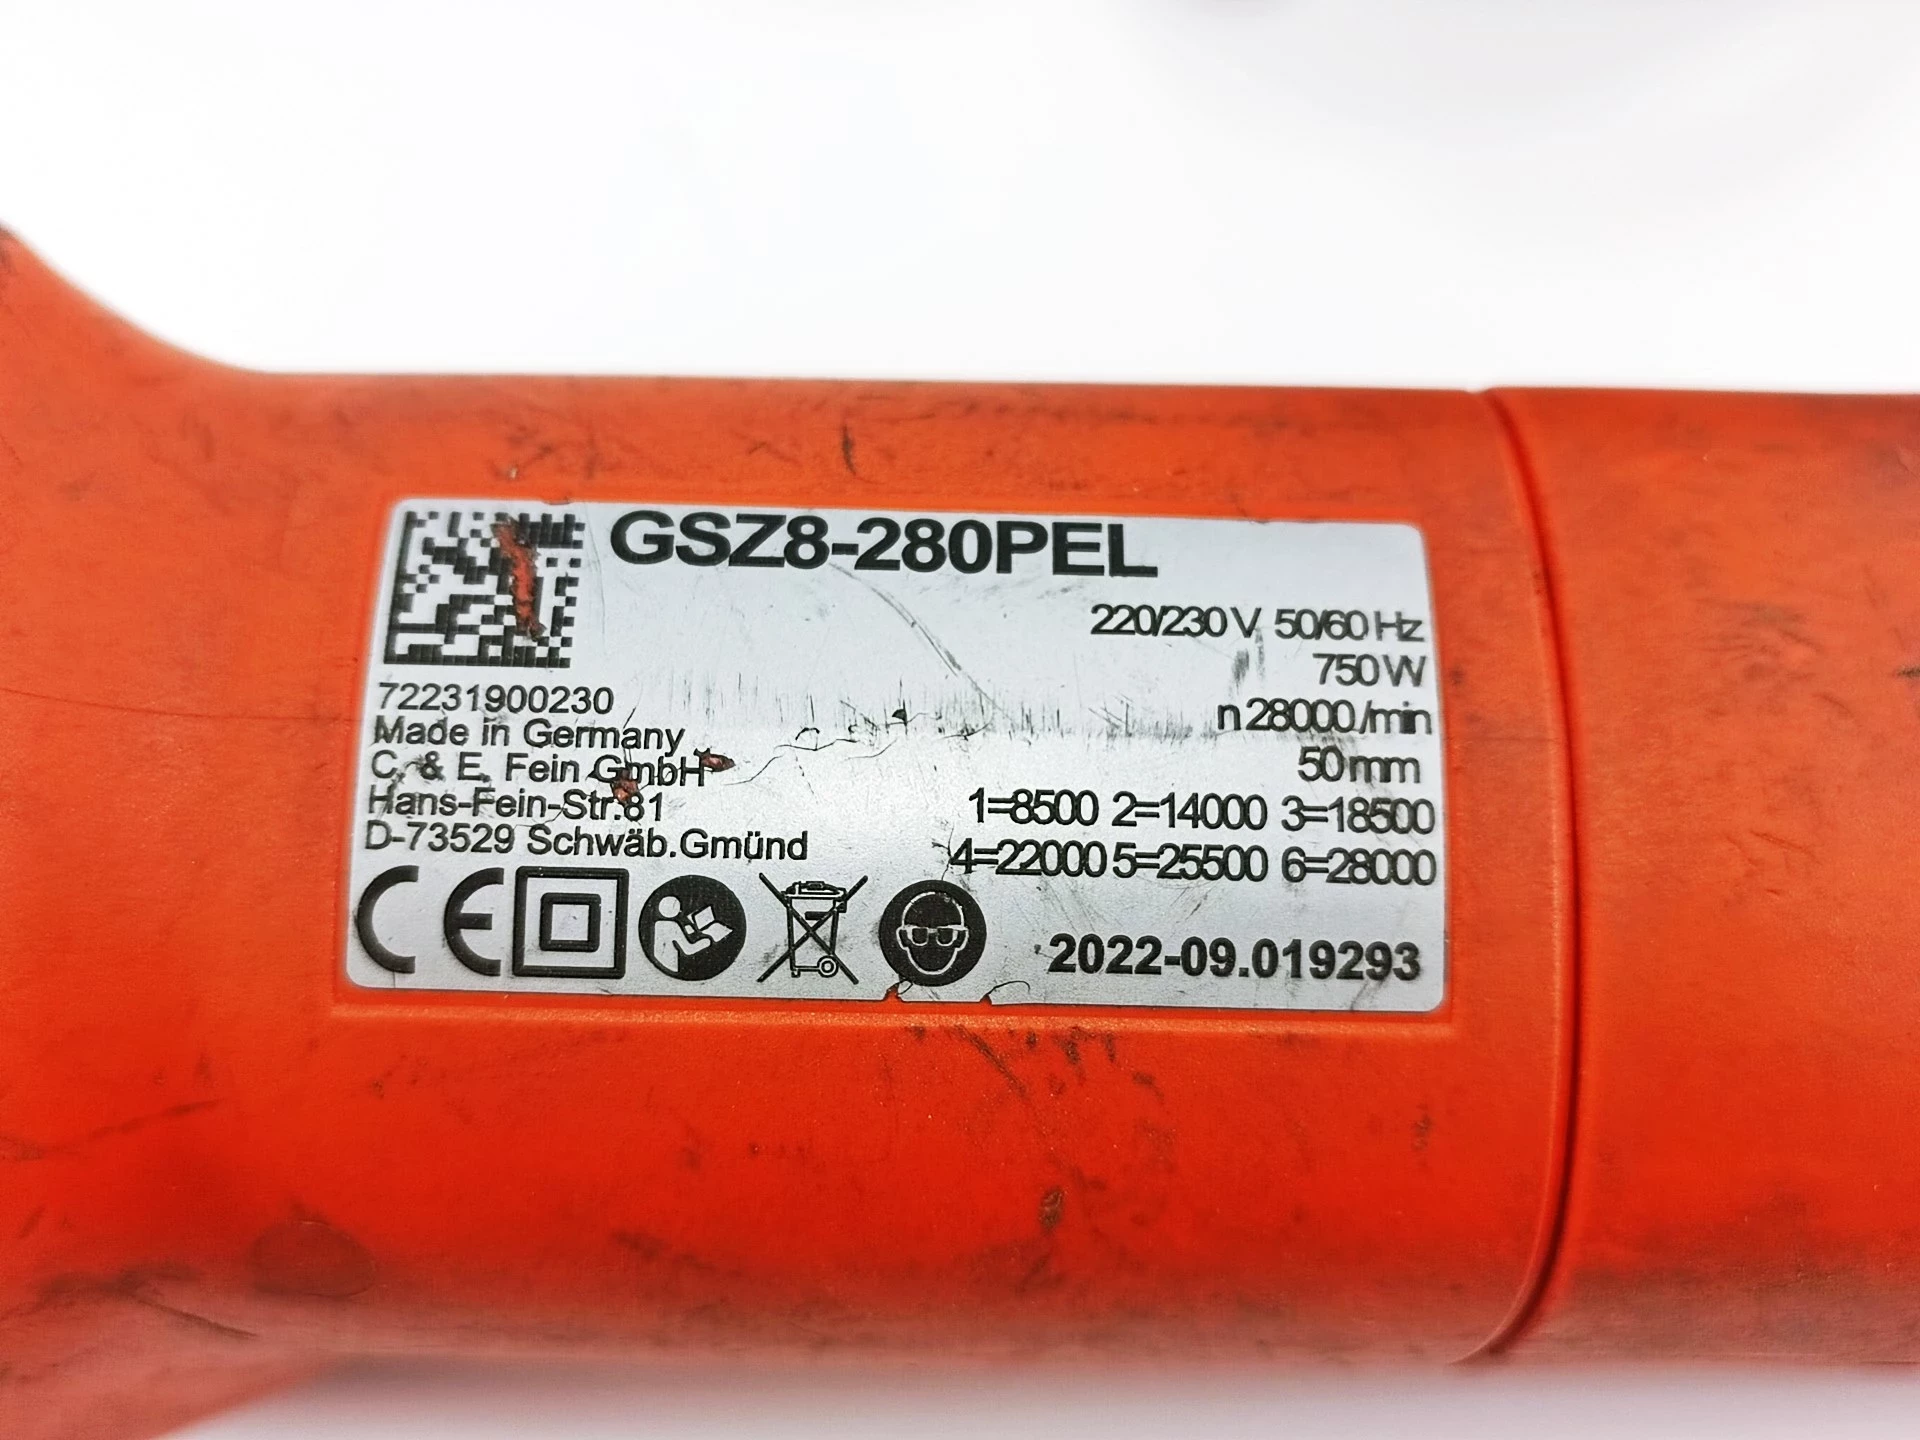 GSZ8-280PEL
220/230 V 50/60 Hz
750 W
n 28000/min
50 mm
1=8500 2=14000 3=18500
4=22000 5=25500 6=28000
72231900230
Made in Germany
C. & E. Fein GmbH
Hans-Fein-Str.81
D-73529 Schwäb.Gmünd
CE
2022-09.019293